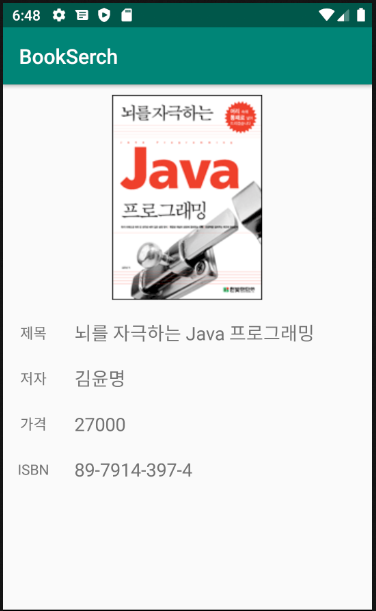 6:48
BookSerch
뇌를 자극하는
Java Programming
Java
프로그래밍
한빛미디어
제목 뇌를 자극하는 Java 프로그래밍
저자 김윤명
가격 27000
ISBN 89-7914-397-4